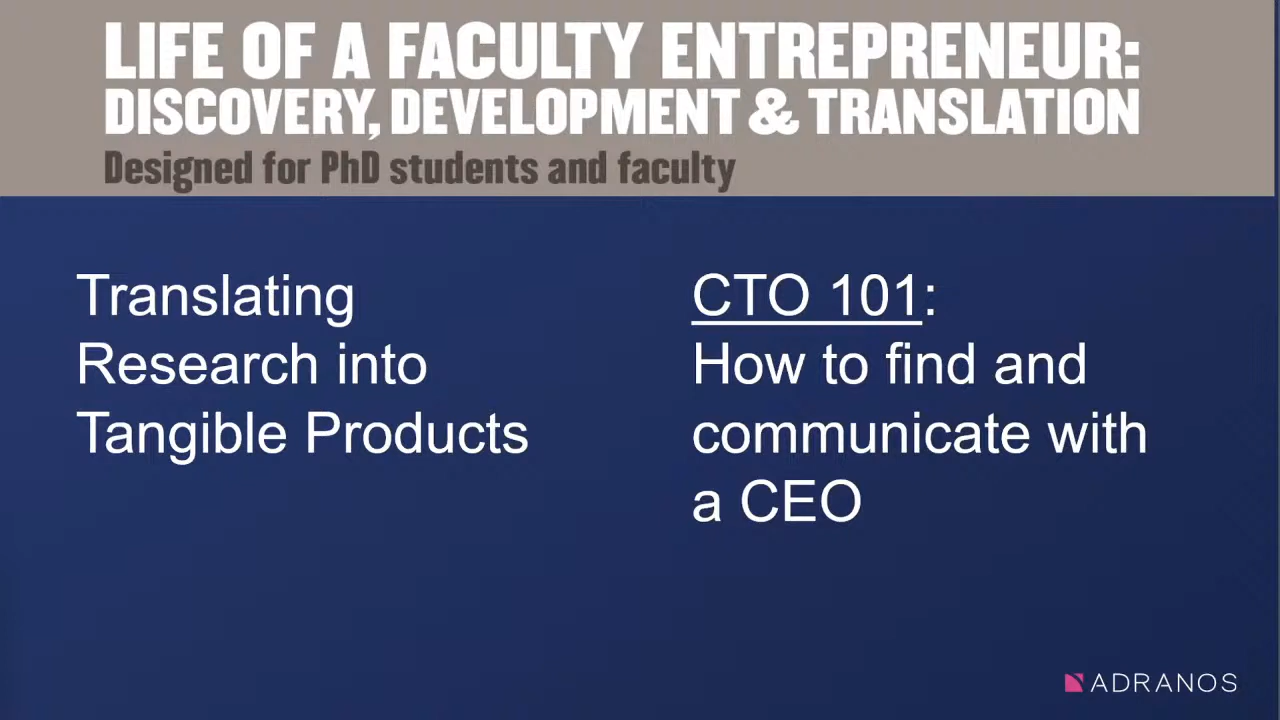 LIFE OF A FACULTY ENTREPRENEUR:
DISCOVERY, DEVELOPMENT & TRANSLATION
Designed for PhD students and faculty
Translating
Research into
Tangible Products
CTO 101:
How to find and
communicate with
a CEO
ADRANOS